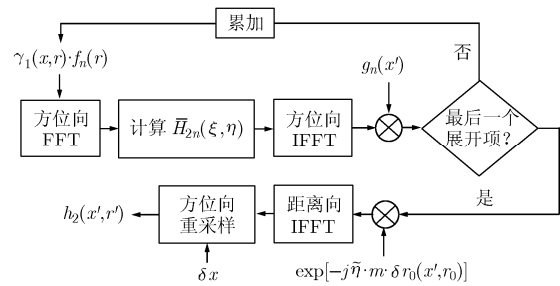 累加
γ₁(x,r)·fₙ(r)
否
gₙ(x′)
方位向
FFT
计算 H̅₂ₙ(ξ,η)
方位向
IFFT
最后一个
展开项?
是
h₂(x′,r′)
方位向
重采样
距离向
IFFT
δx
exp[−jη̃·m·δr₀(x′,r₀)]